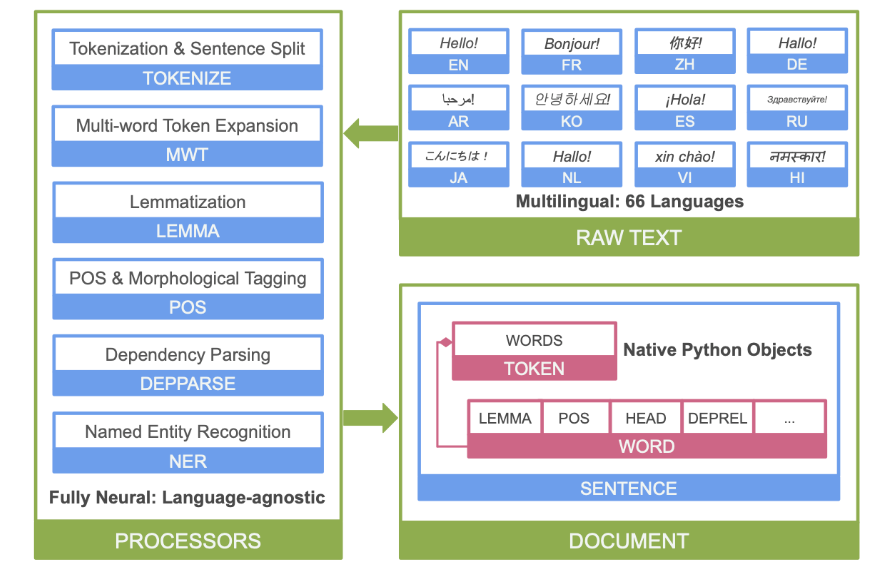 Tokenization & Sentence Split
TOKENIZE
Multi-word Token Expansion
MWT
Lemmatization
LEMMA
POS & Morphological Tagging
POS
Dependency Parsing
DEPPARSE
Named Entity Recognition
NER
Fully Neural: Language-agnostic
PROCESSORS
Hello!
EN
Bonjour!
FR
你好!
ZH
Hallo!
DE
مرحبا!
AR
안녕하세요!
KO
¡Hola!
ES
Здравствуйте!
RU
こんにちは！
JA
Hallo!
NL
xin chào!
VI
नमस्कार!
HI
Multilingual: 66 Languages
RAW TEXT
WORDS
TOKEN
Native Python Objects
LEMMA
POS
HEAD
DEPREL
...
WORD
SENTENCE
DOCUMENT